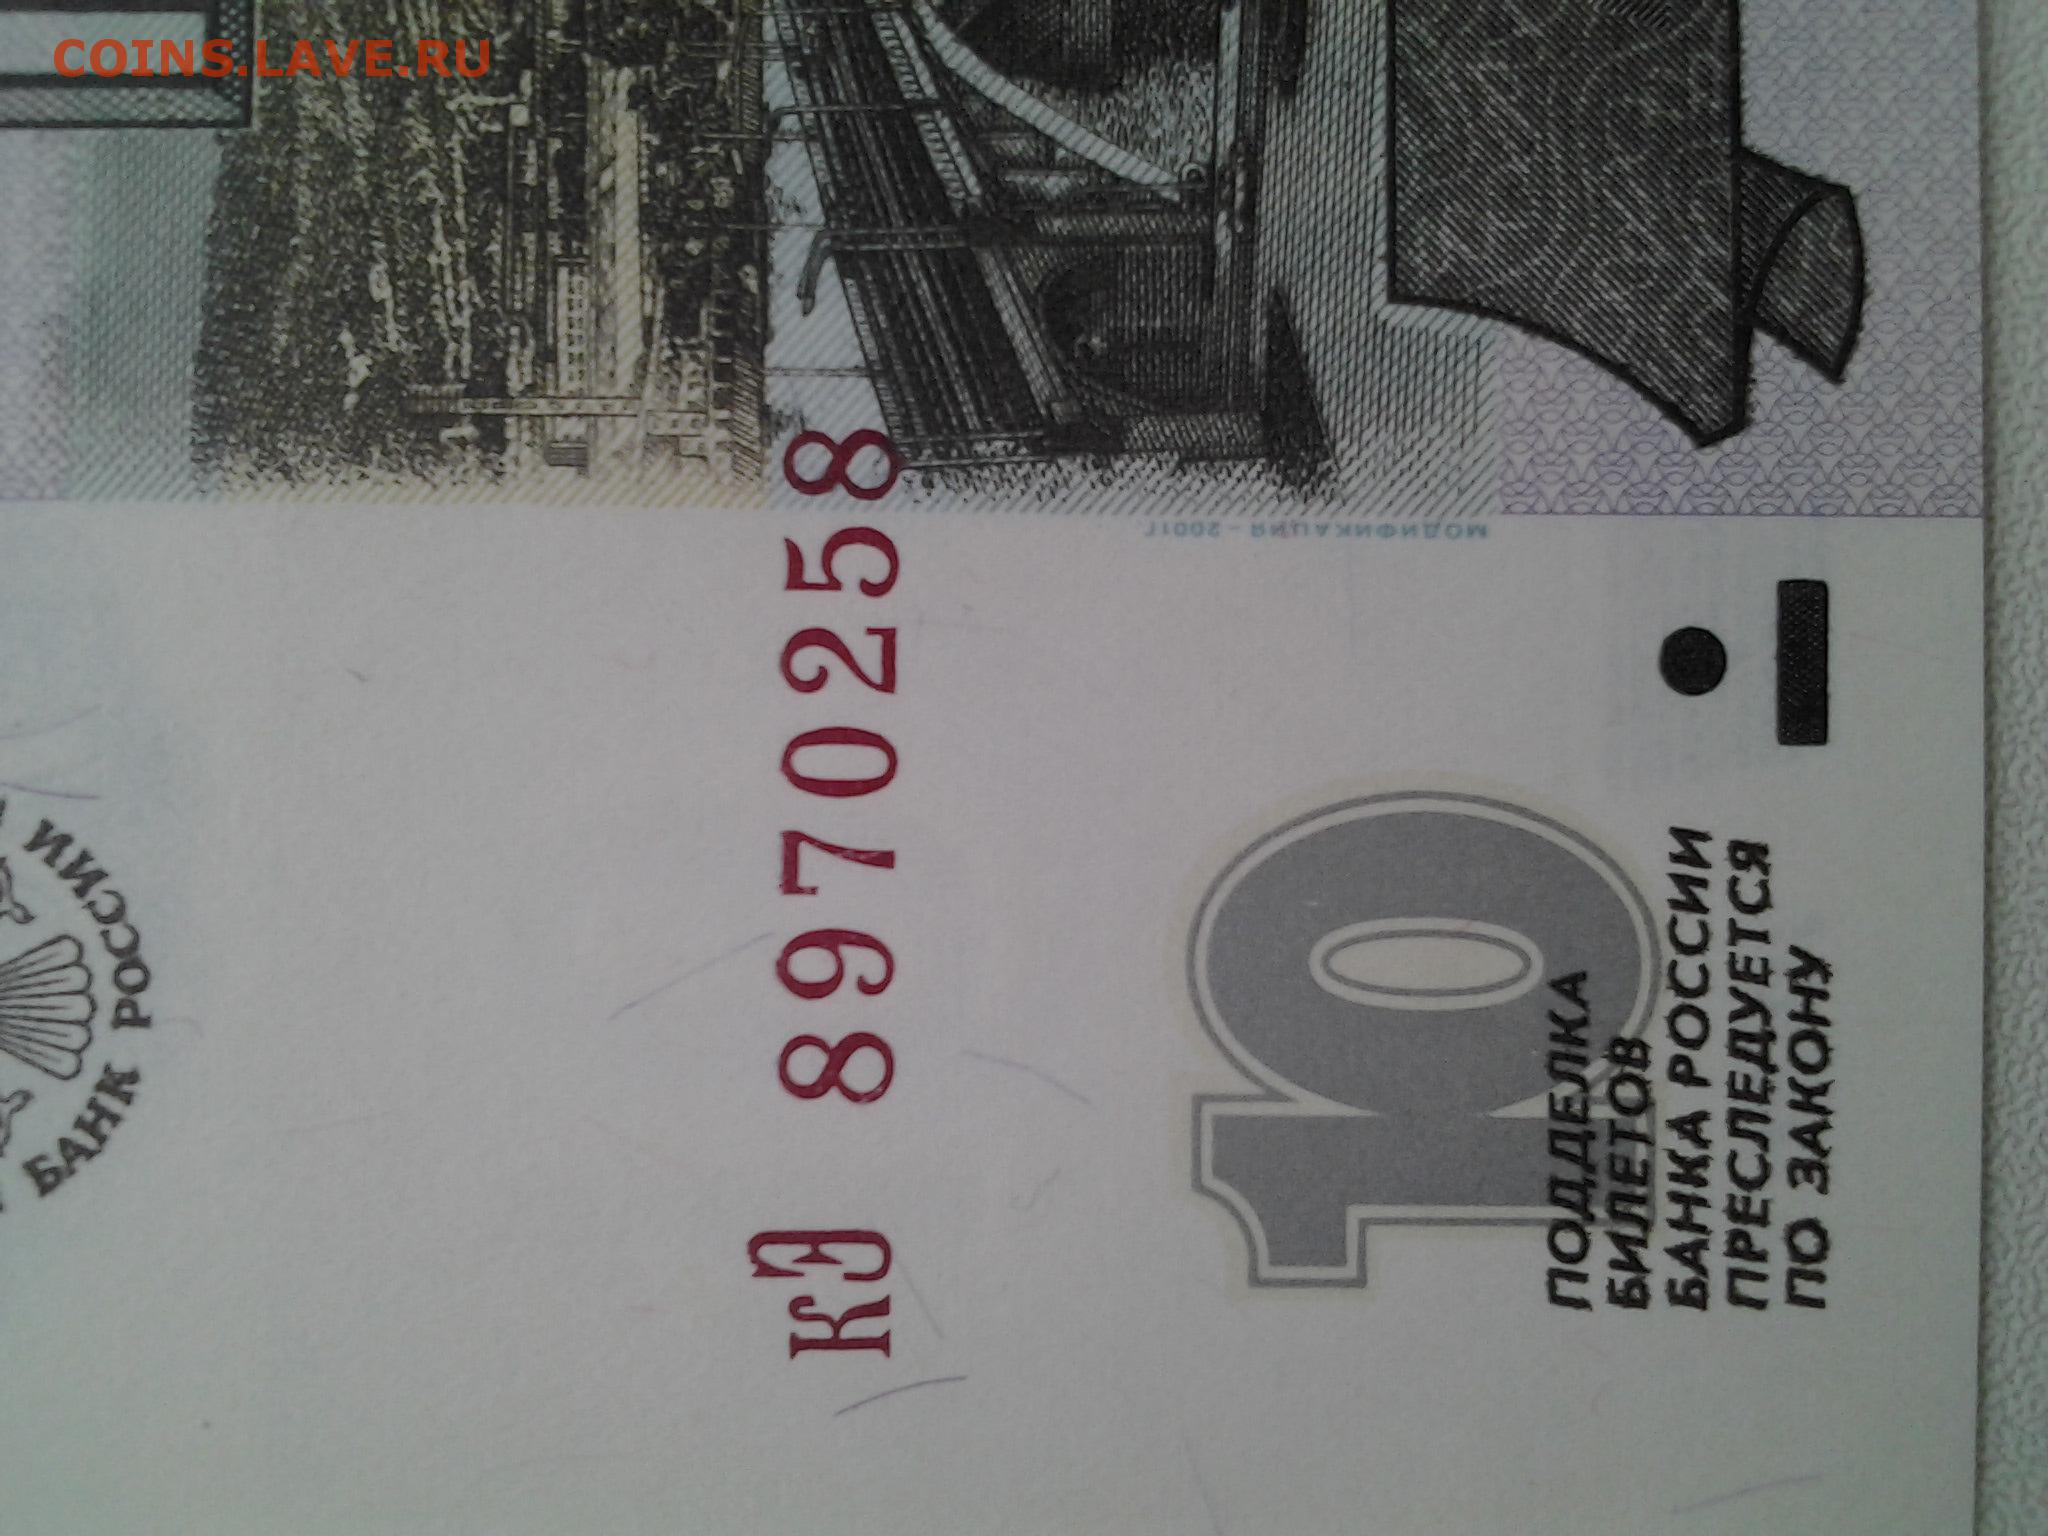 COINS.LAVE.RU
БАНК РОССИИ
КЭ 8970258
МОДИФИКАЦИЯ - 2001Г.
10
ПОДДЕЛКА
БИЛЕТОВ
БАНКА РОССИИ
ПРЕСЛЕДУЕТСЯ
ПО ЗАКОНУ